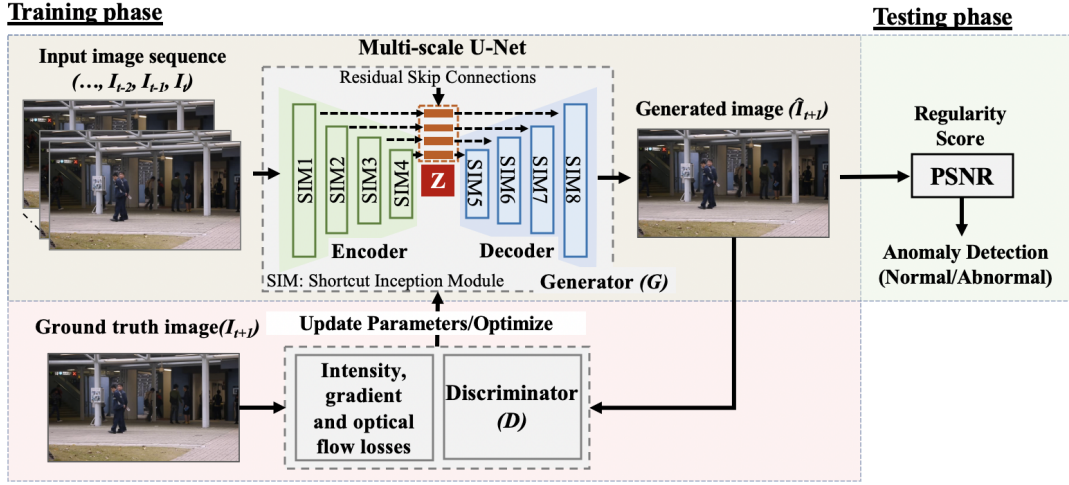 Training phase
Testing phase
Input image sequence
(..., It-2, It-1, It)
Multi-scale U-Net
Residual Skip Connections
SIM1
SIM2
SIM3
SIM4
Z
SIM5
SIM6
SIM7
SIM8
Encoder
Decoder
SIM: Shortcut Inception Module
Generator (G)
Generated image (Ît+1)
Regularity
Score
PSNR
Anomaly Detection
(Normal/Abnormal)
Ground truth image(It+1)
Update Parameters/Optimize
Intensity,
gradient
and optical
flow losses
Discriminator
(D)